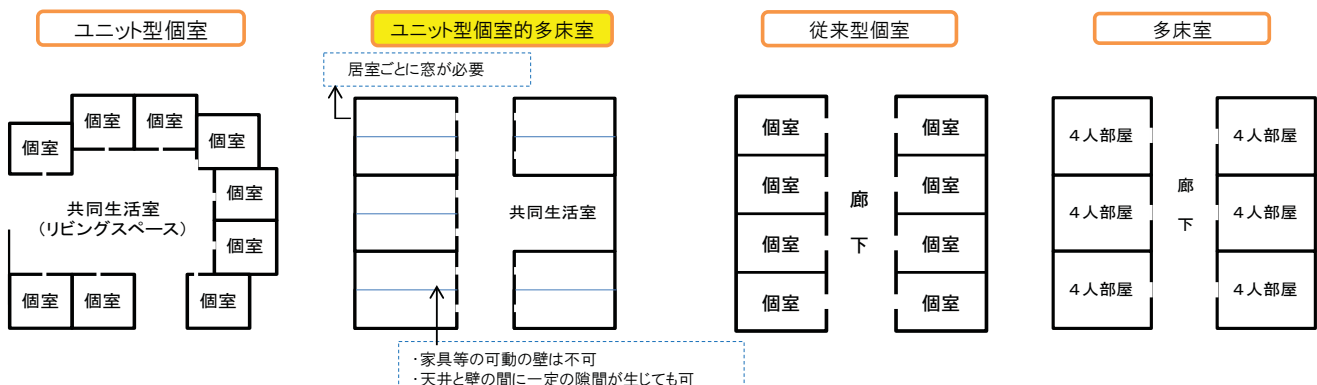 ユニット型個室
個室
個室
個室
個室
個室
個室
共同生活室
(リビングスペース)
個室
個室
個室
ユニット型個室的多床室
居室ごとに窓が必要
共同生活室
・家具等の可動の壁は不可
・天井と壁の間に一定の隙間が生じても可
従来型個室
個室
個室
個室
個室
廊
下
個室
個室
個室
個室
多床室
4人部屋
4人部屋
4人部屋
廊
下
4人部屋
4人部屋
4人部屋